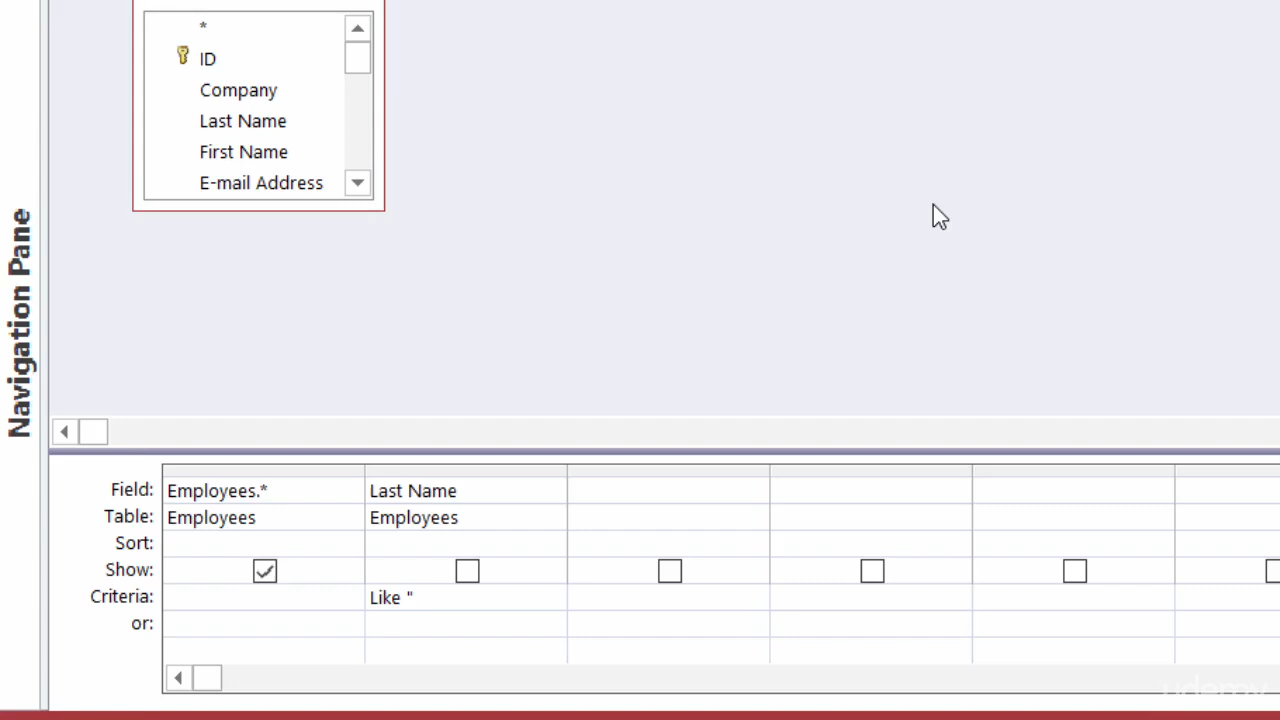 *
ID
Company
Last Name
First Name
E-mail Address
Navigation Pane
Field: Employees.* Last Name
Table: Employees Employees
Sort:
Show:
Criteria: Like "
or:
udemy